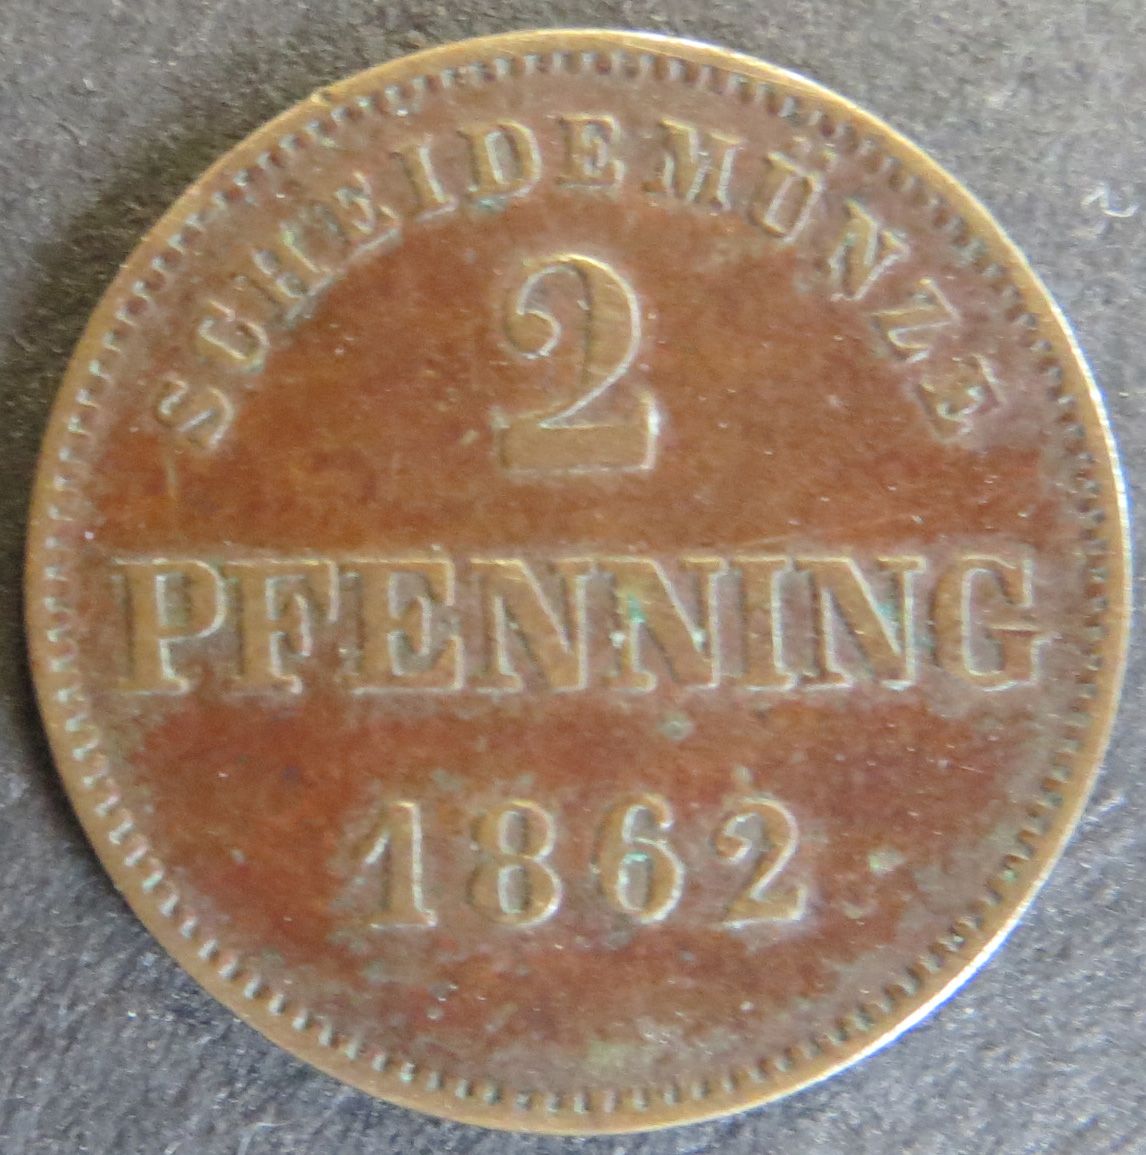 SCHEIDEMÜNZE
2
PFENNING
1862